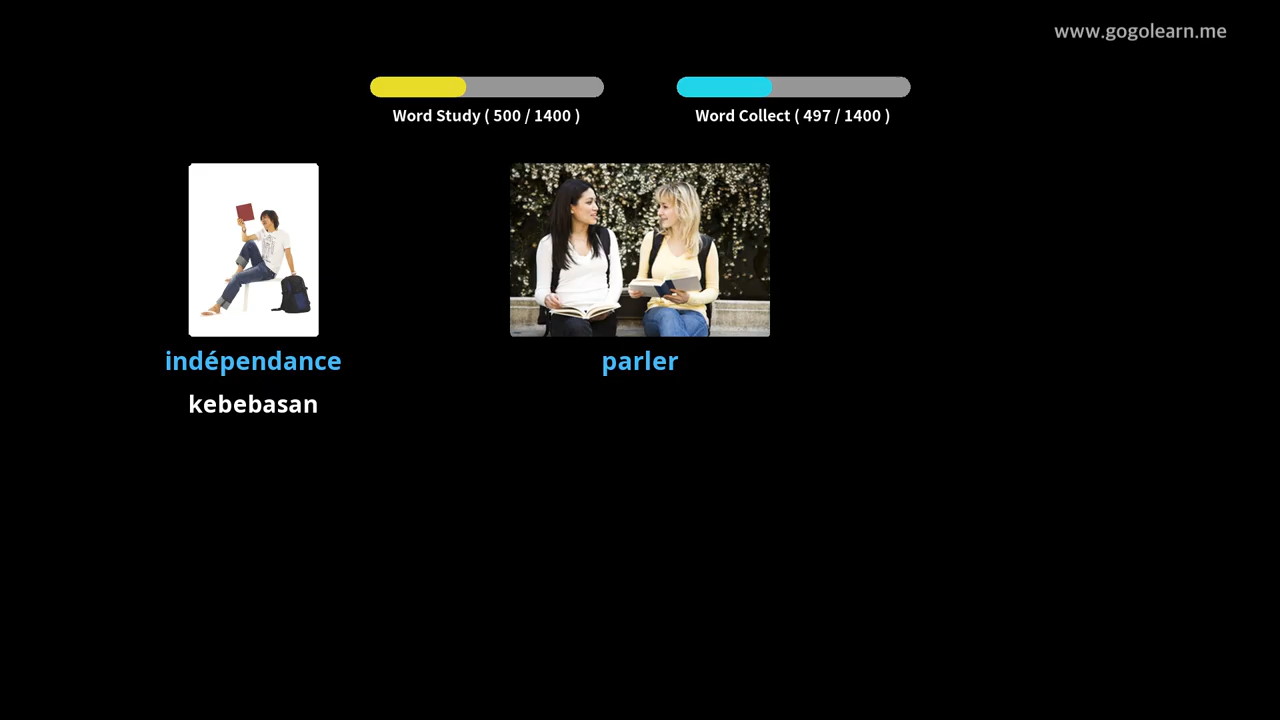 www.gogolearn.me
Word Study ( 500 / 1400 )
Word Collect ( 497 / 1400 )
indépendance
parler
kebebasan